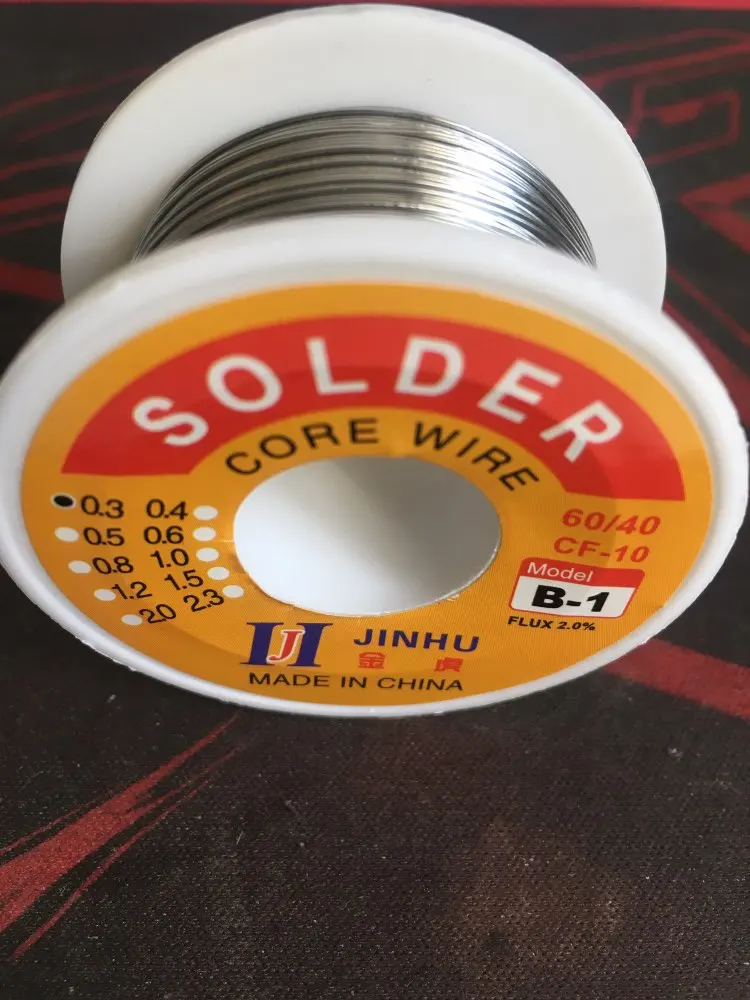 SOLDER
CORE WIRE
0.3 0.4
0.5 0.6
0.8 1.0
1.2 1.5
2.0 2.3
60/40
CF-10
Model
B-1
FLUX 2.0%
JINHU
金虎
MADE IN CHINA